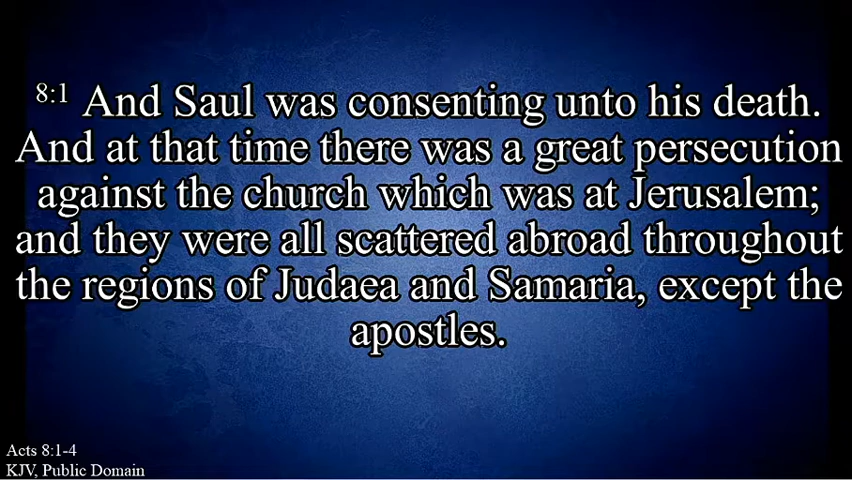 8:1 And Saul was consenting unto his death.
And at that time there was a great persecution
against the church which was at Jerusalem;
and they were all scattered abroad throughout
the regions of Judaea and Samaria, except the
apostles.
Acts 8:1-4
KJV, Public Domain